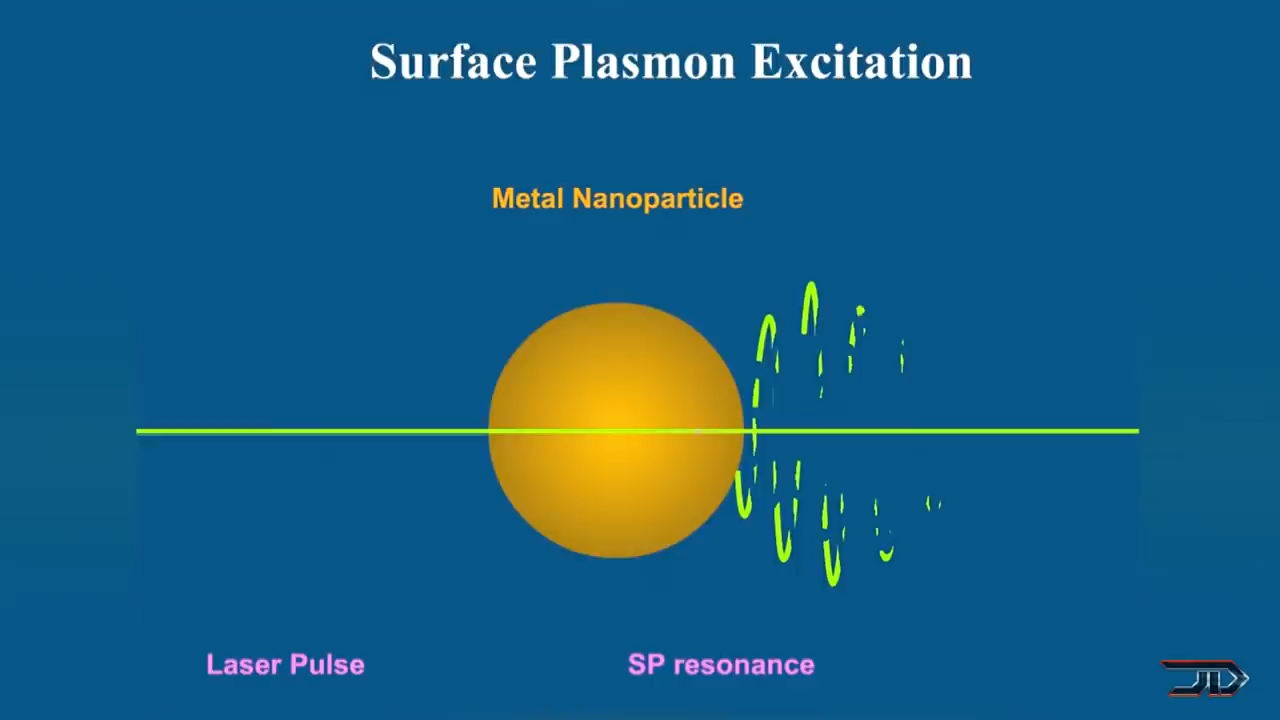 Surface Plasmon Excitation
Metal Nanoparticle
Laser Pulse
SP resonance